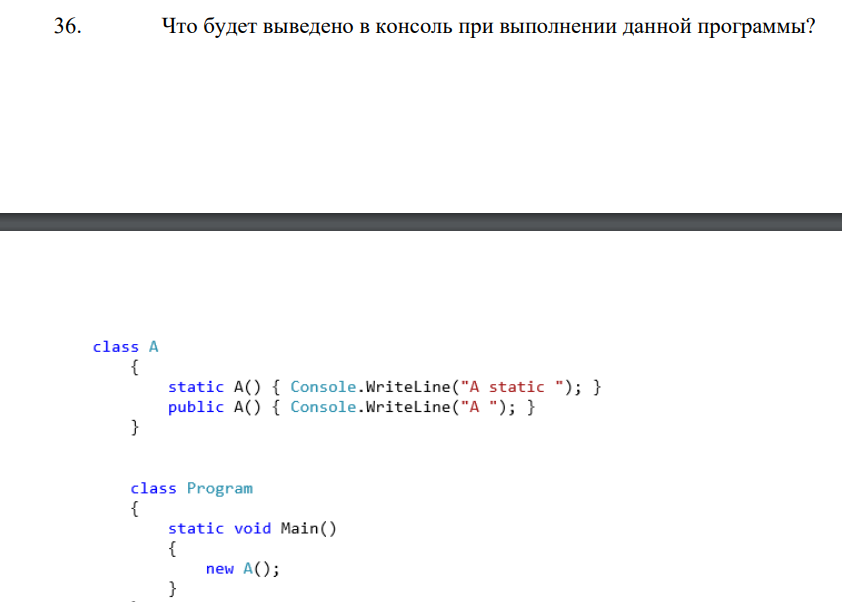 36. Что будет выведено в консоль при выполнении данной программы?
class A
{
static A() { Console.WriteLine("A static "); }
public A() { Console.WriteLine("A "); }
}
class Program
{
static void Main()
{
new A();
}